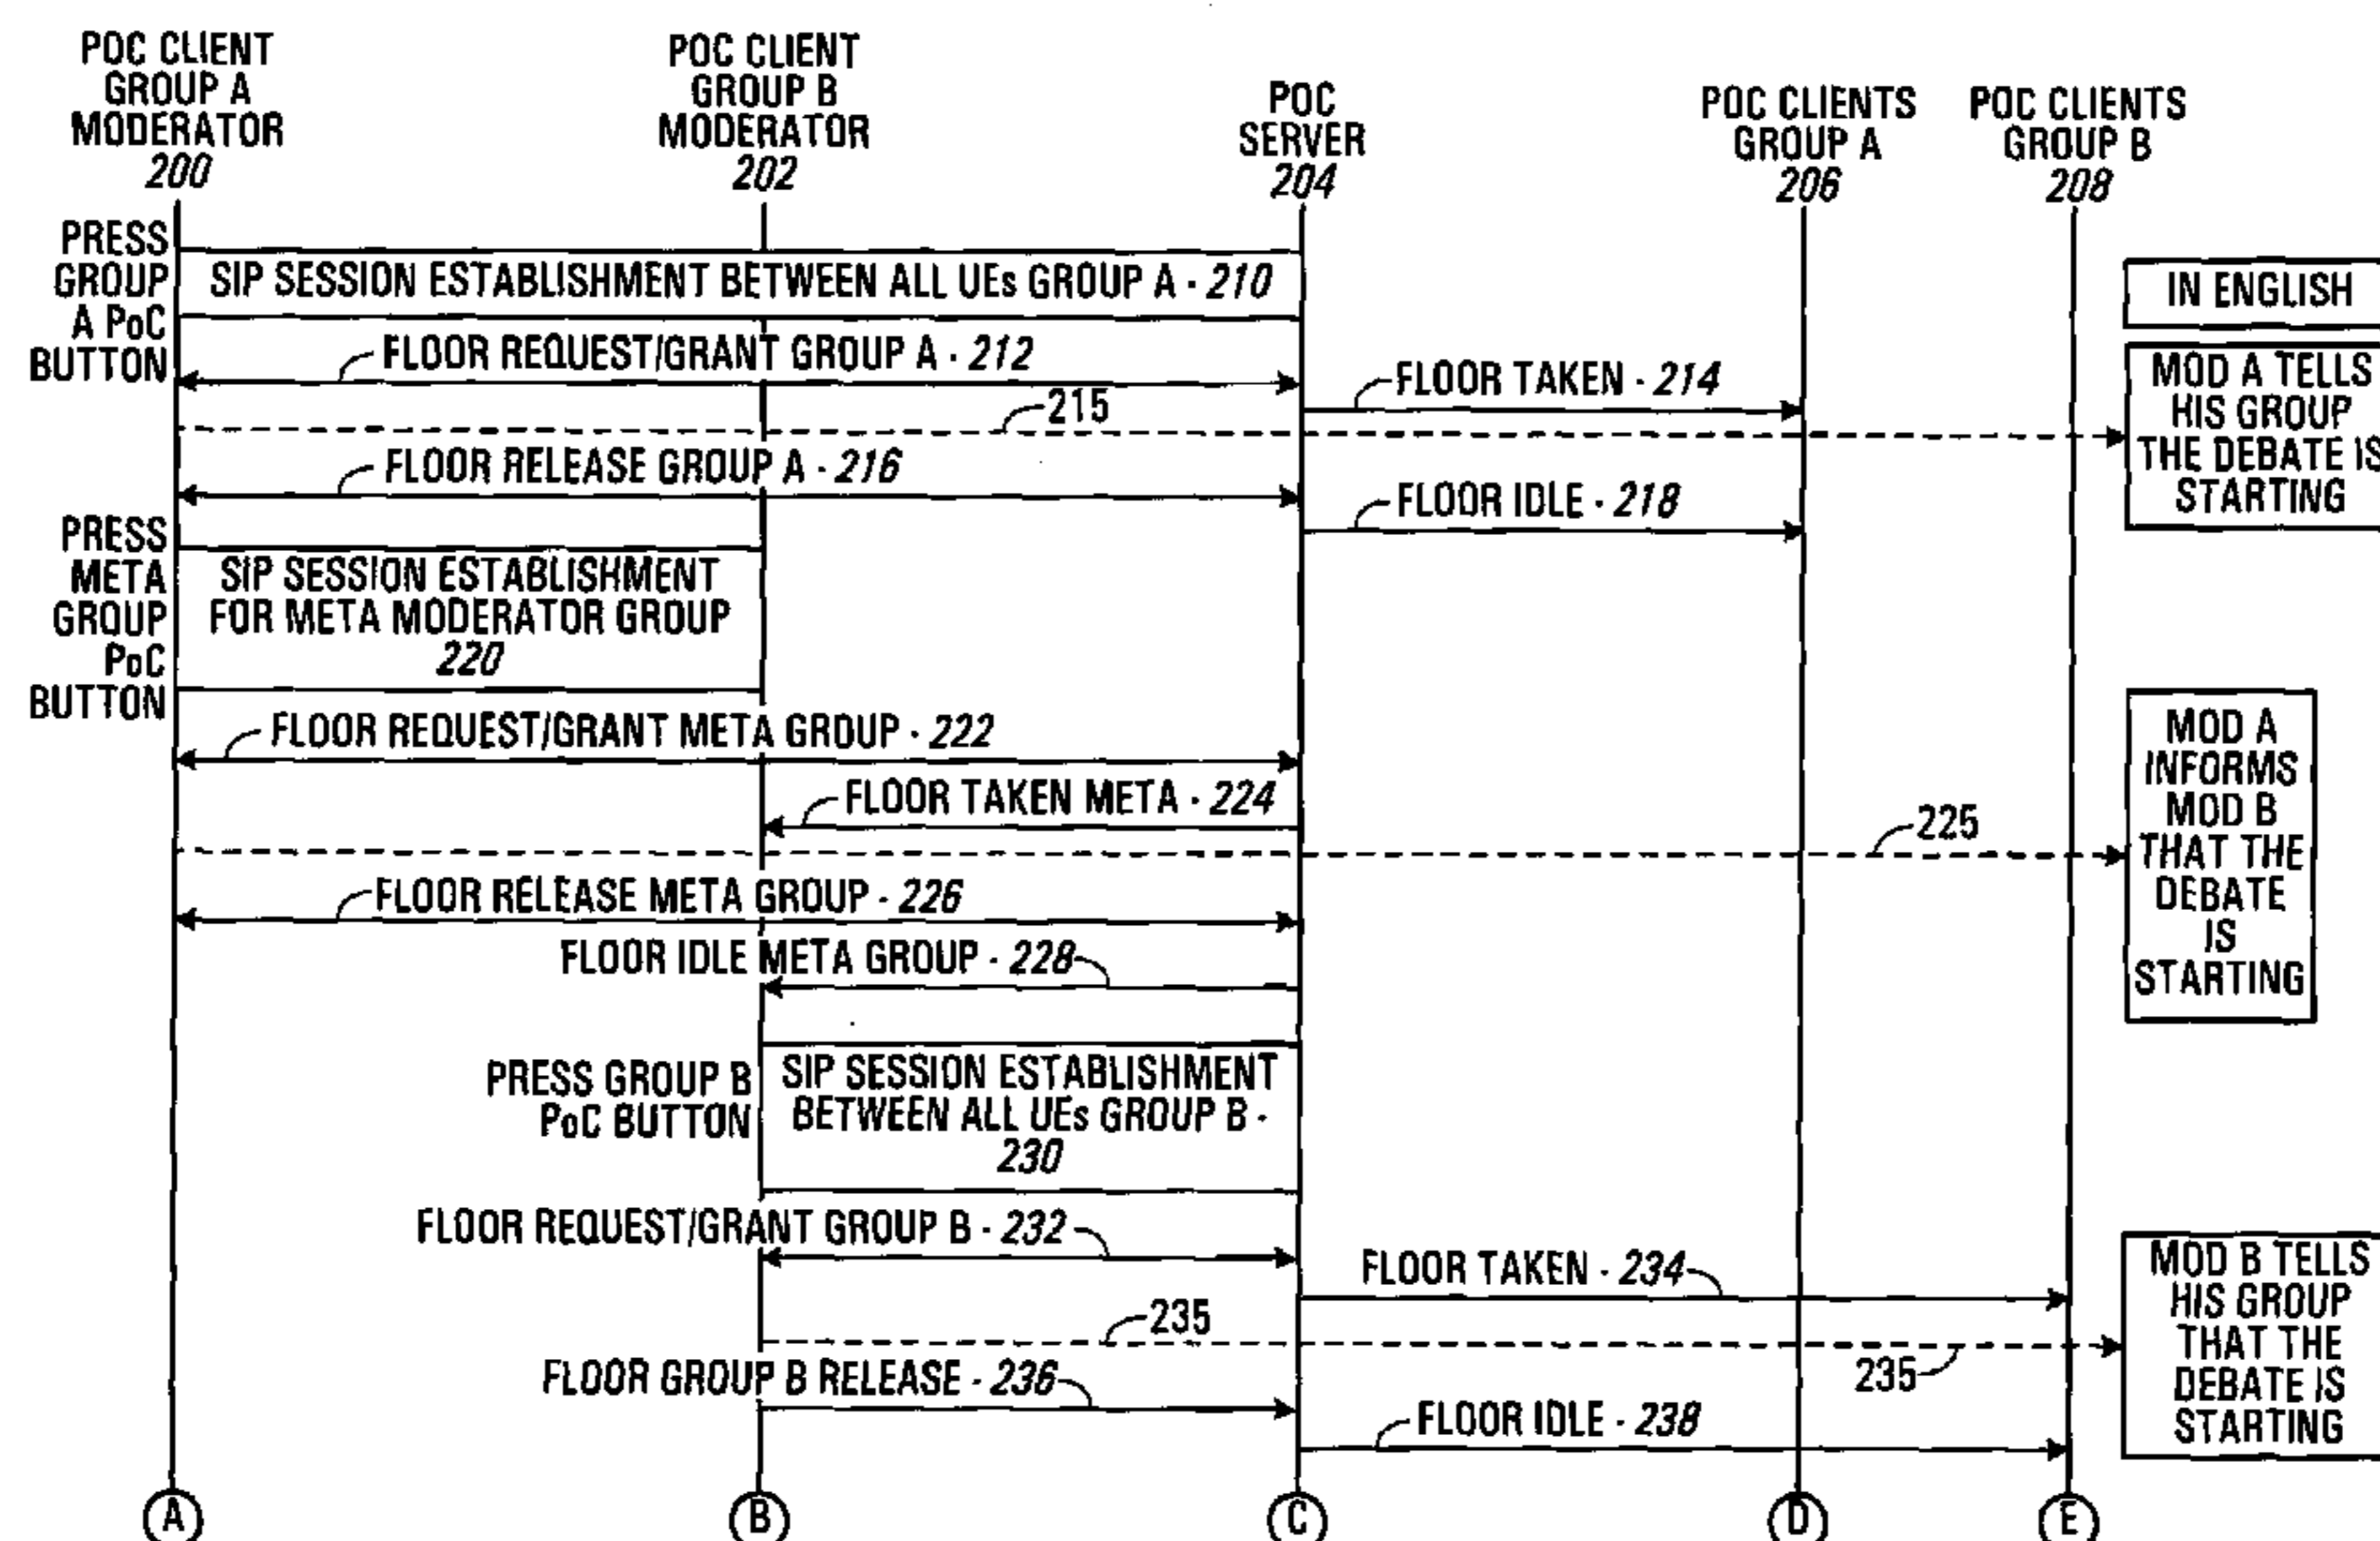 POC CLIENT
GROUP A
MODERATOR
200
POC CLIENT
GROUP B
MODERATOR
202
POC
SERVER
204
POC CLIENTS
GROUP A
206
POC CLIENTS
GROUP B
208
PRESS
GROUP
A PoC
BUTTON
SIP SESSION ESTABLISHMENT BETWEEN ALL UEs GROUP A - 210
IN ENGLISH
FLOOR REQUEST/GRANT GROUP A - 212
FLOOR TAKEN - 214
215
MOD A TELLS
HIS GROUP
THE DEBATE IS
STARTING
FLOOR RELEASE GROUP A - 216
FLOOR IDLE - 218
PRESS
META
GROUP
PoC
BUTTON
SIP SESSION ESTABLISHMENT
FOR META MODERATOR GROUP
220
FLOOR REQUEST/GRANT META GROUP - 222
FLOOR TAKEN META - 224
225
MOD A
INFORMS
MOD B
THAT THE
DEBATE
IS
STARTING
FLOOR RELEASE META GROUP - 226
FLOOR IDLE META GROUP - 228
PRESS GROUP B
PoC BUTTON
SIP SESSION ESTABLISHMENT
BETWEEN ALL UEs GROUP B -
230
FLOOR REQUEST/GRANT GROUP B - 232
FLOOR TAKEN - 234
235
235
MOD B TELLS
HIS GROUP
THAT THE
DEBATE IS
STARTING
FLOOR GROUP B RELEASE - 236
FLOOR IDLE - 238
A
B
C
D
E